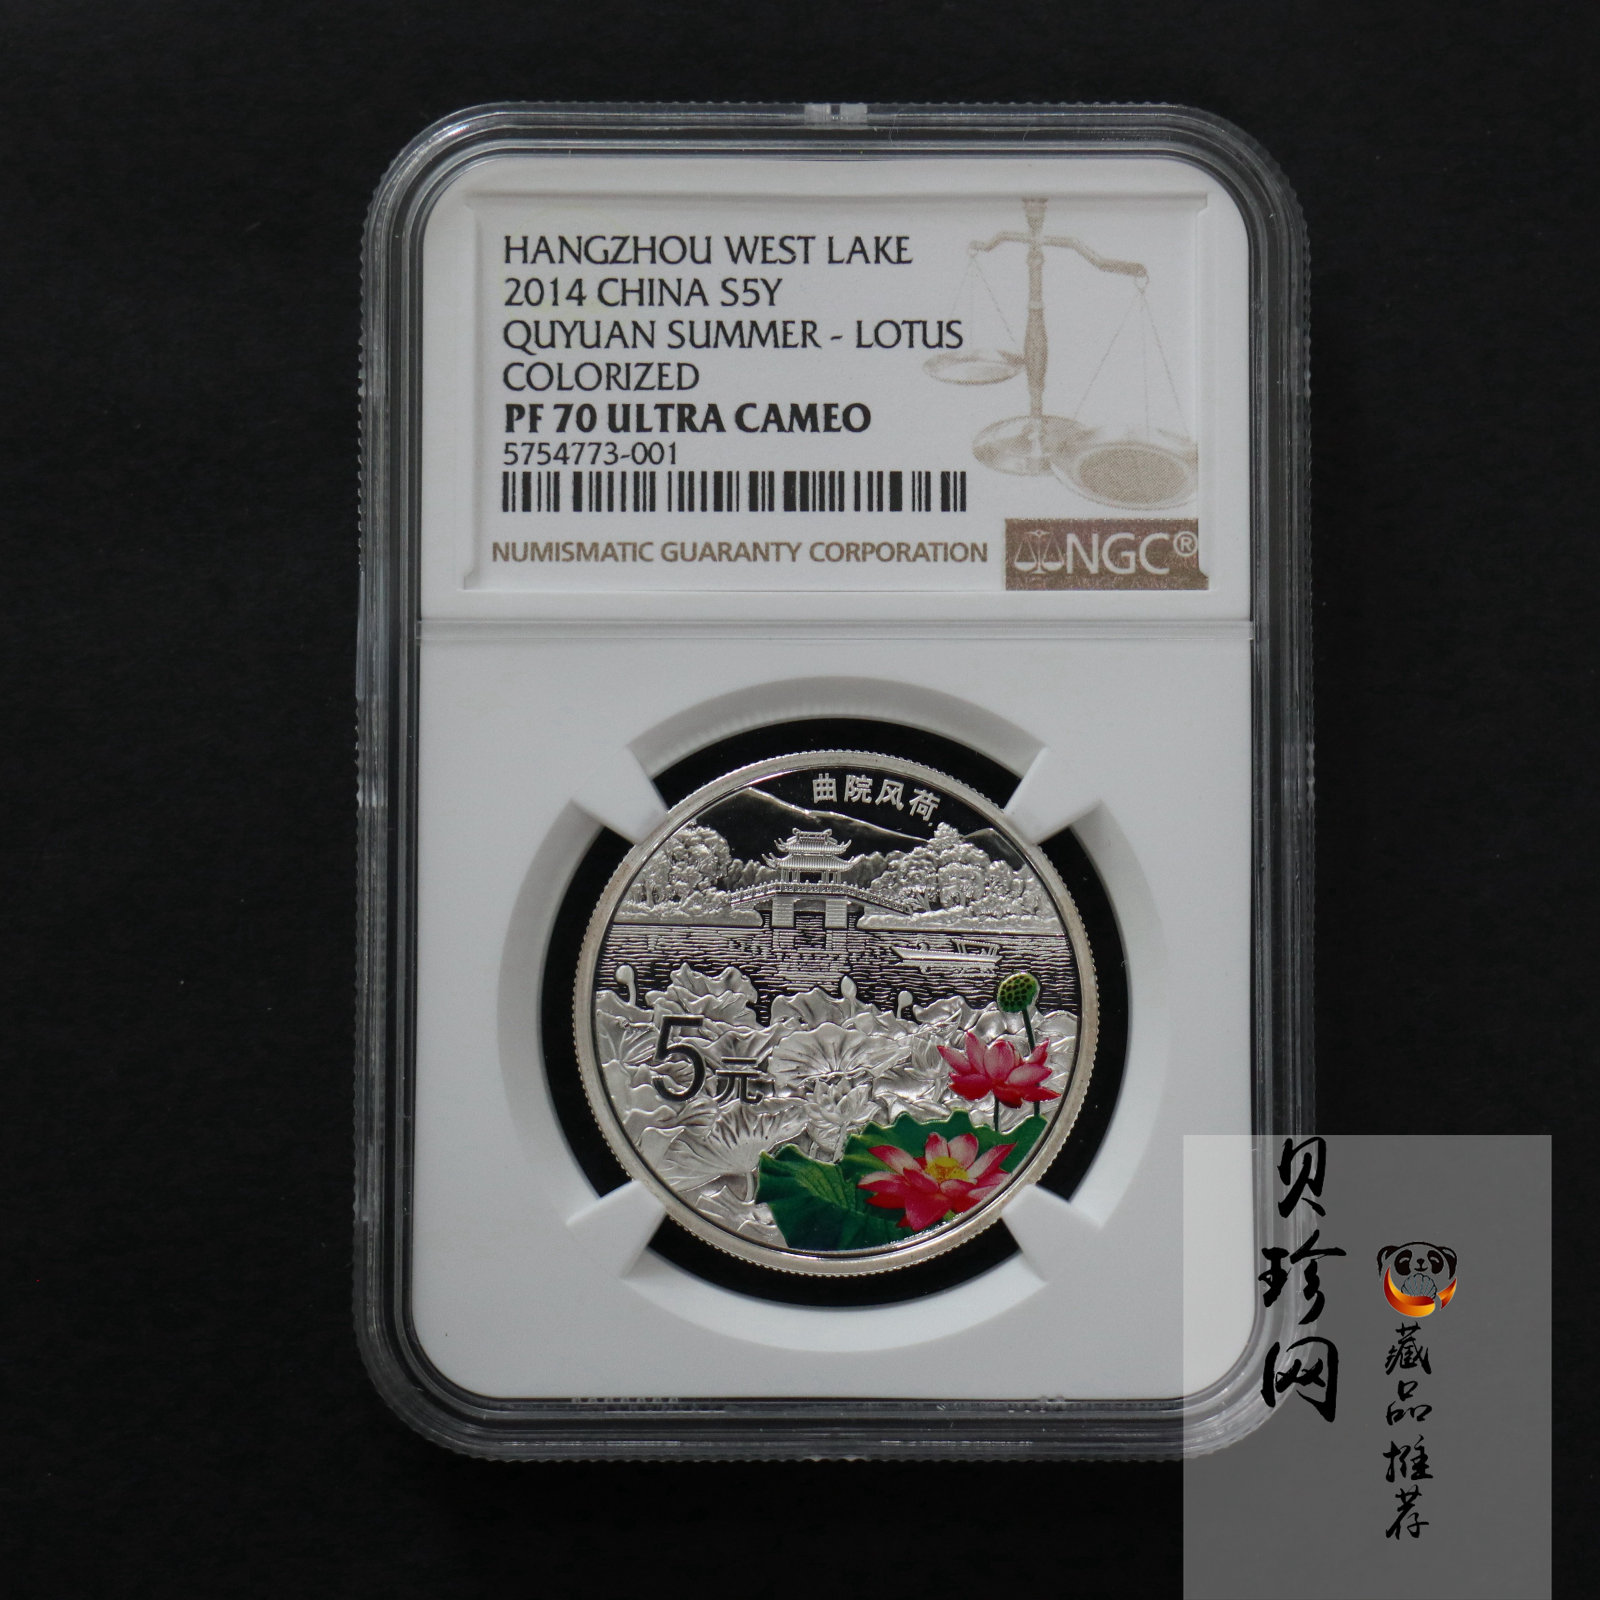 HANGZHOU WEST LAKE
2014 CHINA S5Y
QUYUAN SUMMER - LOTUS
COLORIZED
PF 70 ULTRA CAMEO
5754773-001
NUMISMATIC GUARANTY CORPORATION
NGC®
曲院风荷
5元
贝珍网
藏品推荐